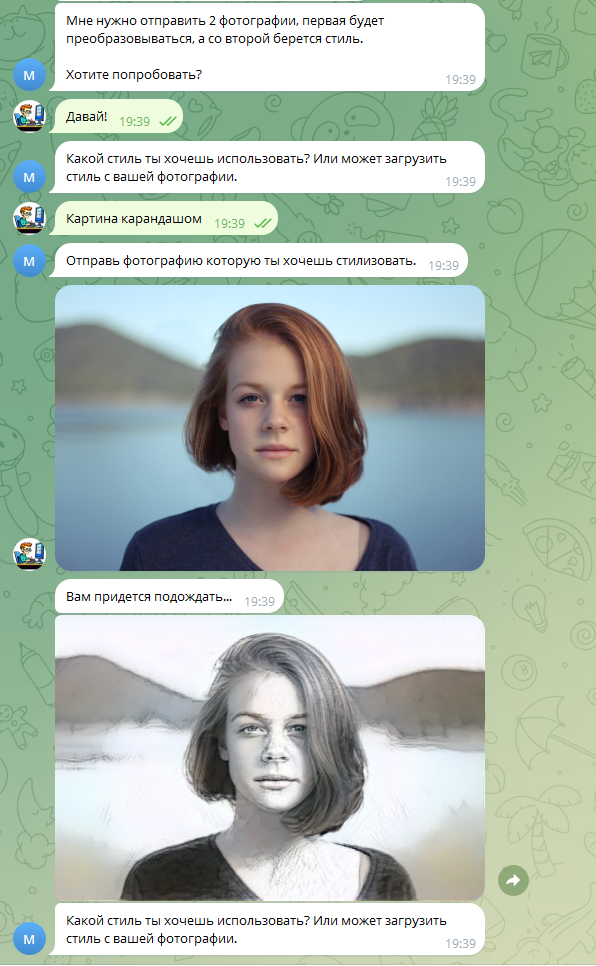 Мне нужно отправить 2 фотографии, первая будет
преобразовываться, а со второй берется стиль.
Хотите попробовать?
19:39
М
Давай!
19:39
Какой стиль ты хочешь использовать? Или может загрузить
стиль с вашей фотографии.
19:39
М
Картина карандашом
19:39
Отправь фотографию которую ты хочешь стилизовать.
19:39
М
Вам придется подождать...
19:39
Какой стиль ты хочешь использовать? Или может загрузить
стиль с вашей фотографии.
19:39
М